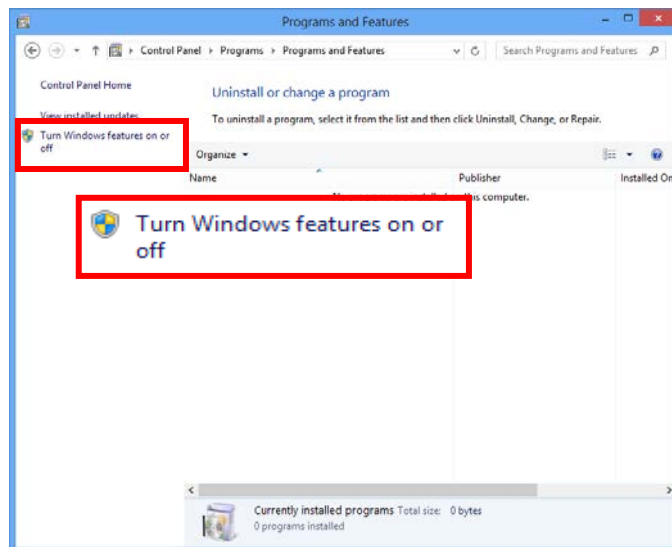 Programs and Features
Control Panel Programs Programs and Features
Search Programs and Features
Control Panel Home
Uninstall or change a program
View installed updates
To uninstall a program, select it from the list and then click Uninstall, Change, or Repair.
Turn Windows features on or
off
Organize
Name Publisher Installed On
this computer.
Turn Windows features on or
off
Currently installed programs Total size: 0 bytes
0 programs installed